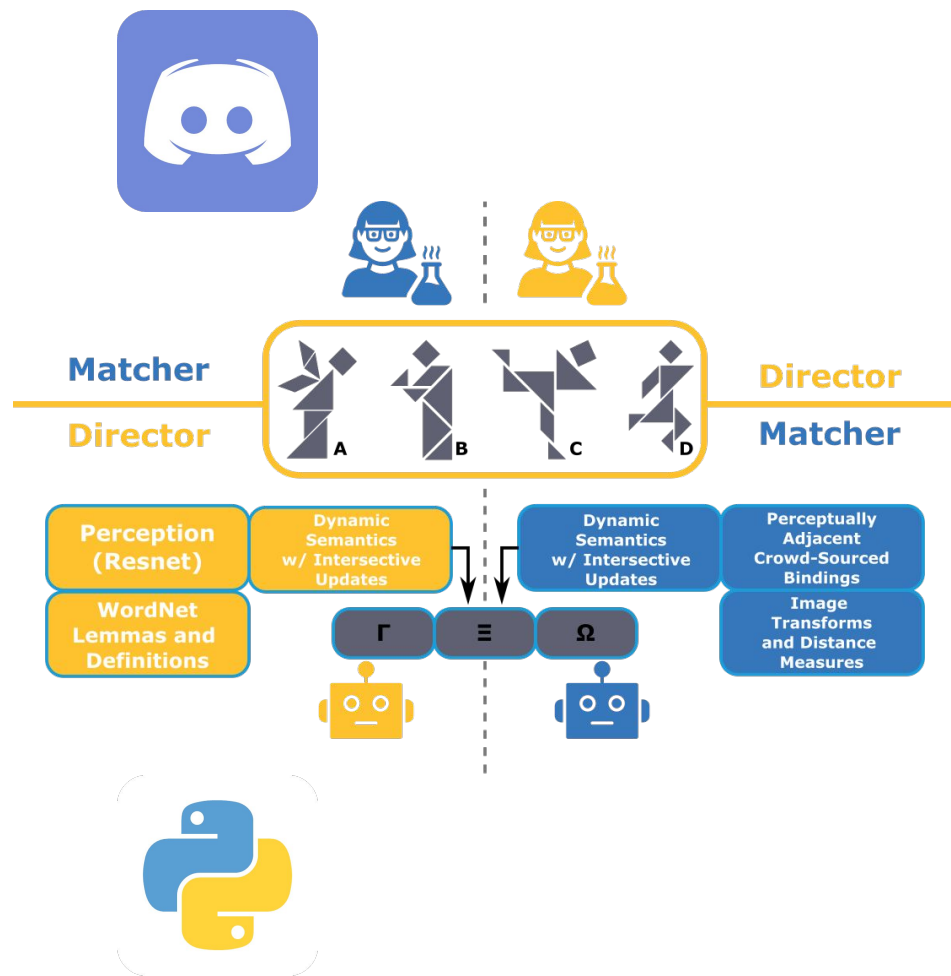 Matcher
Director
Director
Matcher
A
B
C
D
Perception
(Resnet)
Dynamic
Semantics
w/ Intersective
Updates
Dynamic
Semantics
w/ Intersective
Updates
Perceptually
Adjacent
Crowd-Sourced
Bindings
WordNet
Lemmas and
Definitions
Image
Transforms
and Distance
Measures
Γ
Ξ
Ω